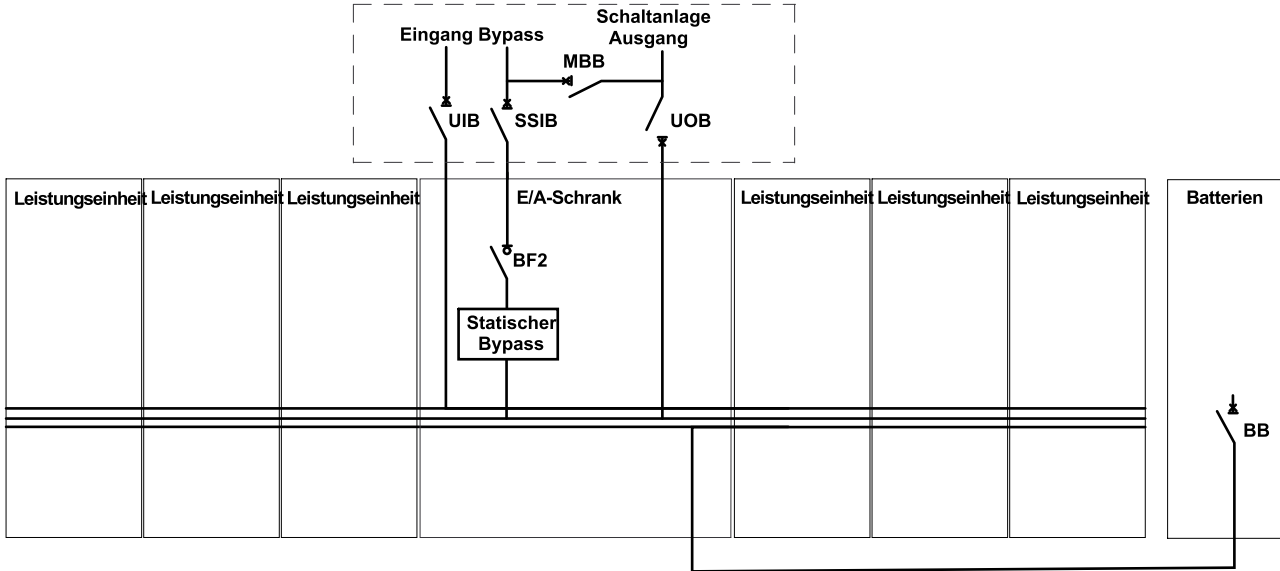 Schaltanlage
Ausgang
Eingang Bypass
MBB
UIB
SSIB
UOB
Leistungseinheit
Leistungseinheit
Leistungseinheit
E/A-Schrank
Leistungseinheit
Leistungseinheit
Leistungseinheit
Batterien
BF2
Statischer
Bypass
BB